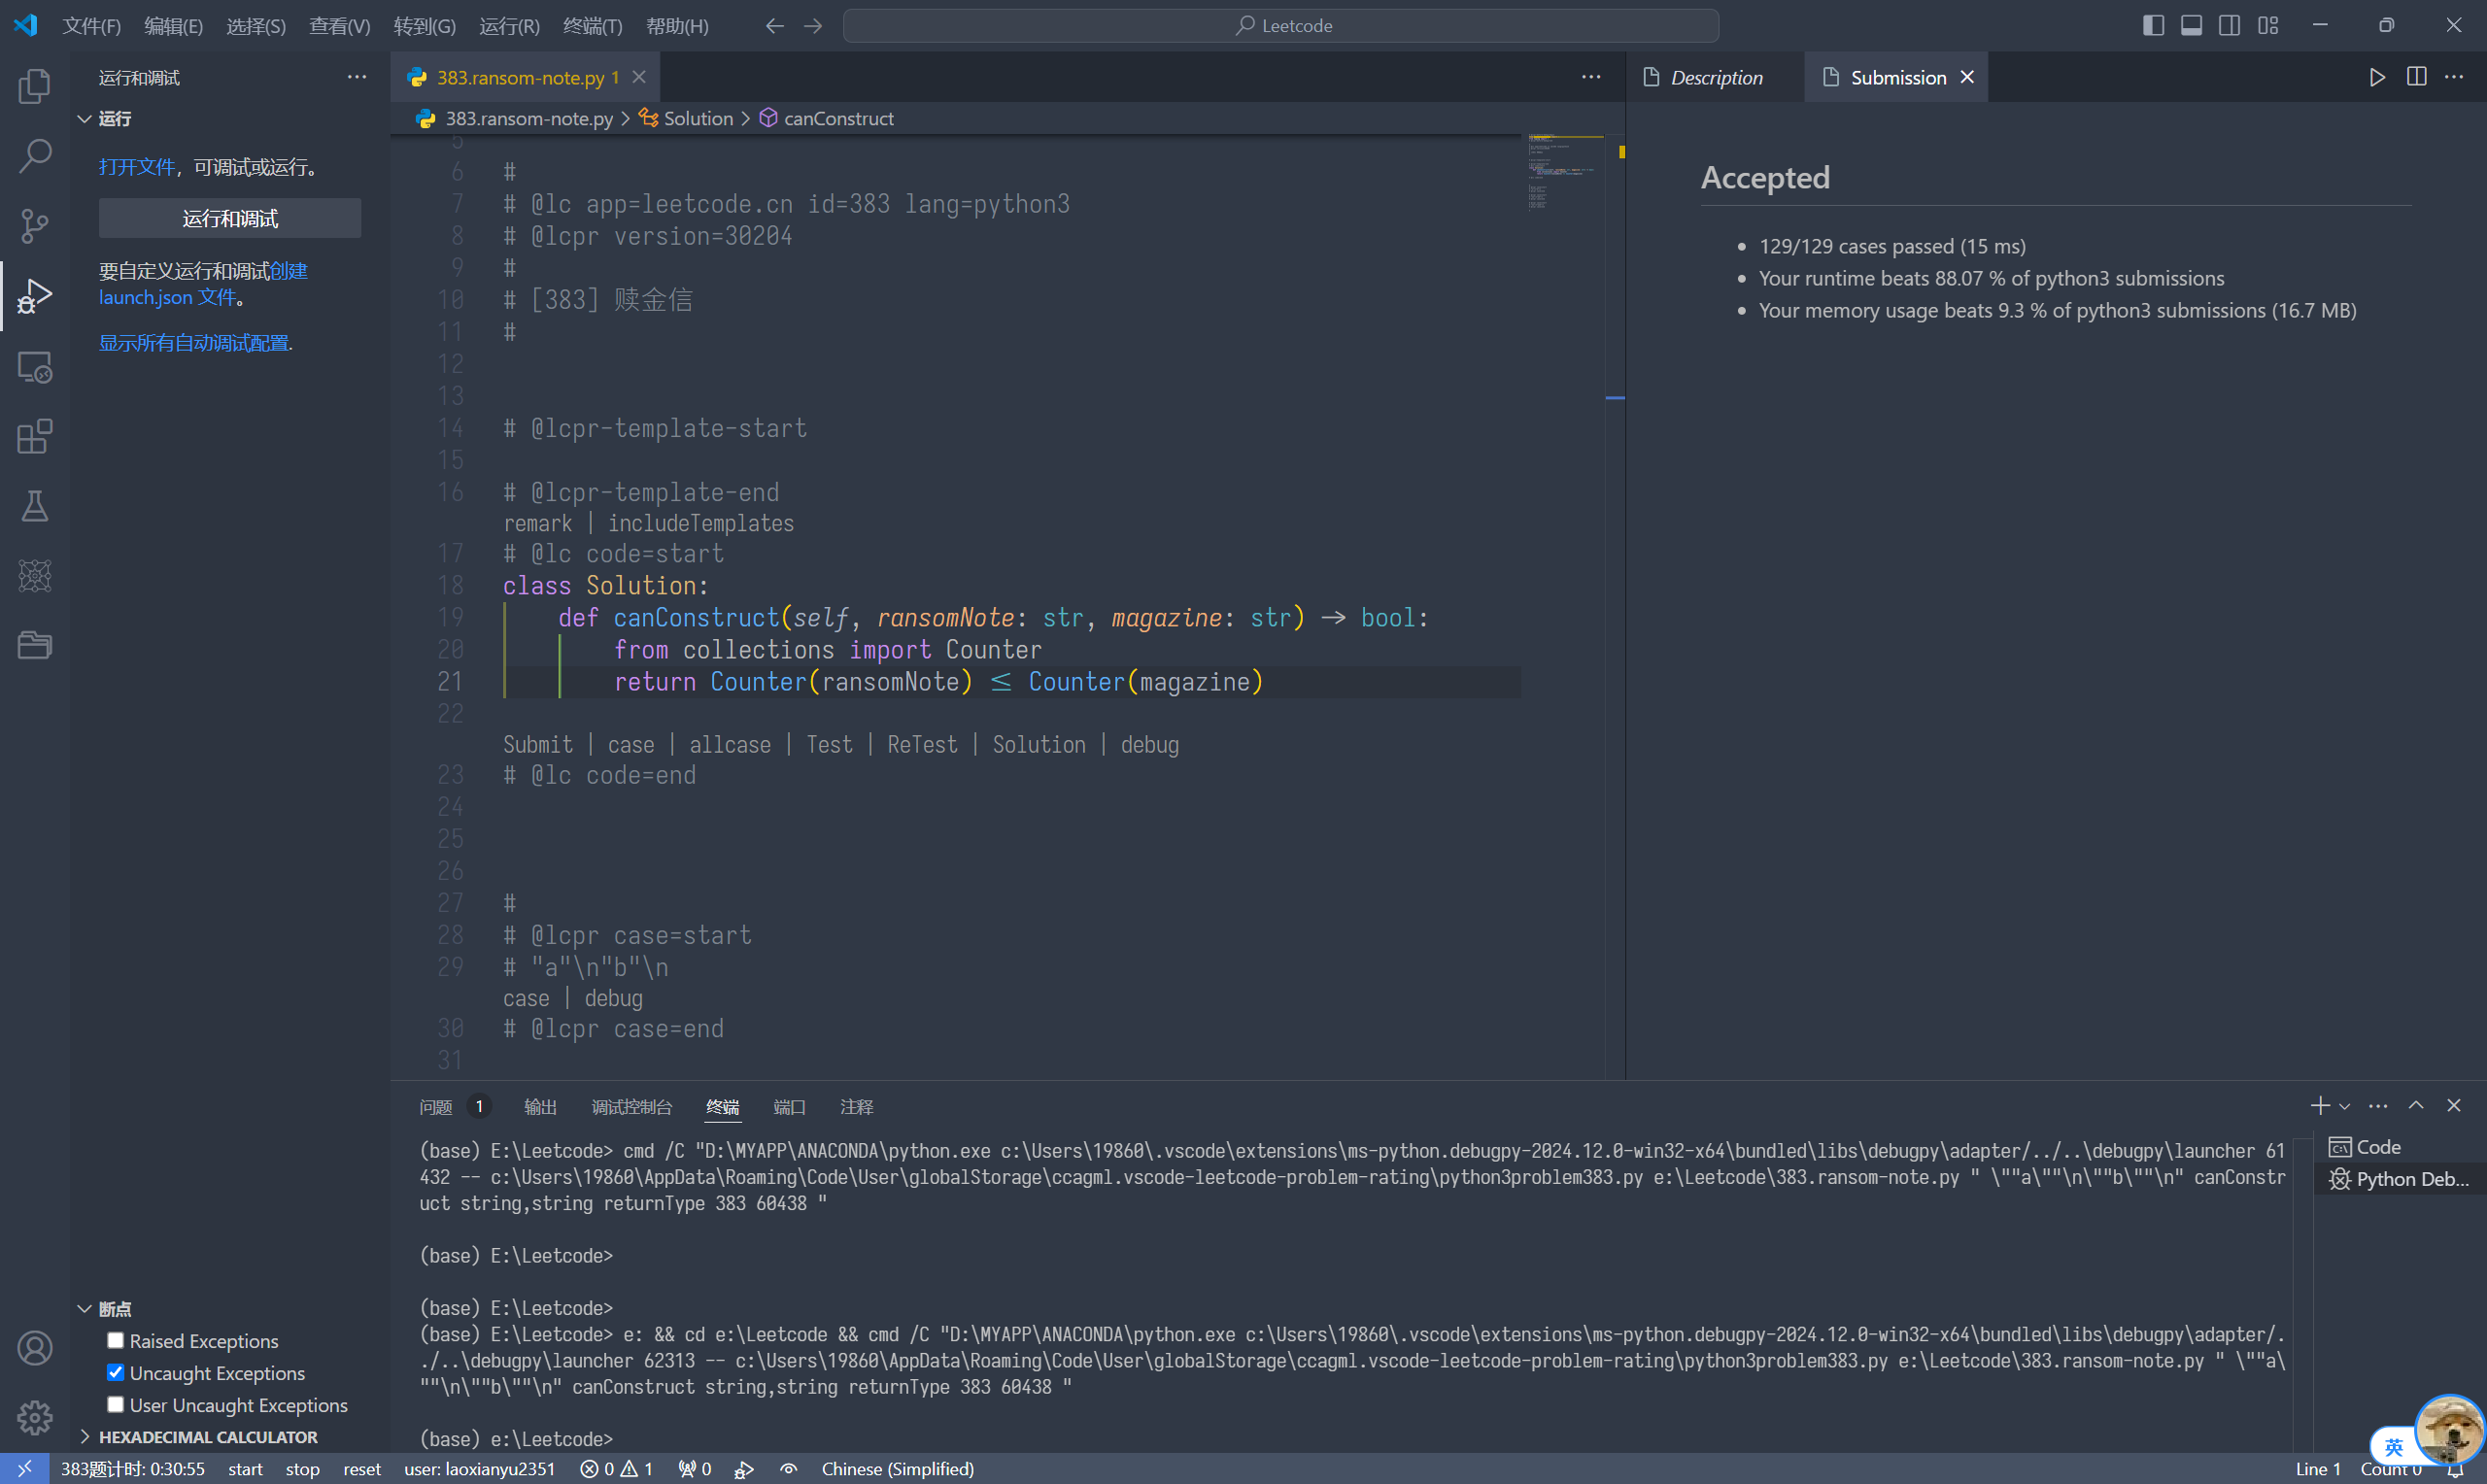 文件(F) 编辑(E) 选择(S) 查看(V) 转到(G) 运行(R) 终端(T) 帮助(H) Leetcode
运行和调试
运行
打开文件，可调试或运行。
运行和调试
要自定义运行和调试创建
launch.json 文件。
显示所有自动调试配置.
断点
Raised Exceptions
Uncaught Exceptions
User Uncaught Exceptions
HEXADECIMAL CALCULATOR
383.ransom-note.py 1
383.ransom-note.py > Solution > canConstruct
5
6 #
7 # @lc app=leetcode.cn id=383 lang=python3
8 # @lcpr version=30204
9 #
10 # [383] 赎金信
11 #
12
13
14 # @lcpr-template-start
15
16 # @lcpr-template-end
remark | includeTemplates
17 # @lc code=start
18 class Solution:
19     def canConstruct(self, ransomNote: str, magazine: str) → bool:
20         from collections import Counter
21         return Counter(ransomNote) ≤ Counter(magazine)
22
Submit | case | allcase | Test | ReTest | Solution | debug
23 # @lc code=end
24
25
26
27 #
28 # @lcpr case=start
29 # "a"\n"b"\n
case | debug
30 # @lcpr case=end
31
Description Submission
Accepted
• 129/129 cases passed (15 ms)
• Your runtime beats 88.07 % of python3 submissions
• Your memory usage beats 9.3 % of python3 submissions (16.7 MB)
问题 1 输出 调试控制台 终端 端口 注释
(base) E:\Leetcode> cmd /C "D:\MYAPP\ANACONDA\python.exe c:\Users\19860\.vscode\extensions\ms-python.debugpy-2024.12.0-win32-x64\bundled\libs\debugpy\adapter/../..\debugpy\launcher 61
432 -- c:\Users\19860\AppData\Roaming\Code\User\globalStorage\ccagml.vscode-leetcode-problem-rating\python3problem383.py e:\Leetcode\383.ransom-note.py " \""a\""\n\""b\""\n" canConstr
uct string,string returnType 383 60438 "
(base) E:\Leetcode>
(base) E:\Leetcode>
(base) E:\Leetcode> e: && cd e:\Leetcode && cmd /C "D:\MYAPP\ANACONDA\python.exe c:\Users\19860\.vscode\extensions\ms-python.debugpy-2024.12.0-win32-x64\bundled\libs\debugpy\adapter/.
./..\debugpy\launcher 62313 -- c:\Users\19860\AppData\Roaming\Code\User\globalStorage\ccagml.vscode-leetcode-problem-rating\python3problem383.py e:\Leetcode\383.ransom-note.py " \""a\
""\n\""b\""\n" canConstruct string,string returnType 383 60438 "
(base) e:\Leetcode>
Code
Python Deb...
英
383题计时: 0:30:55 start stop reset user: laoxianyu2351 0 1 0 Chinese (Simplified) Line 1 Count 0